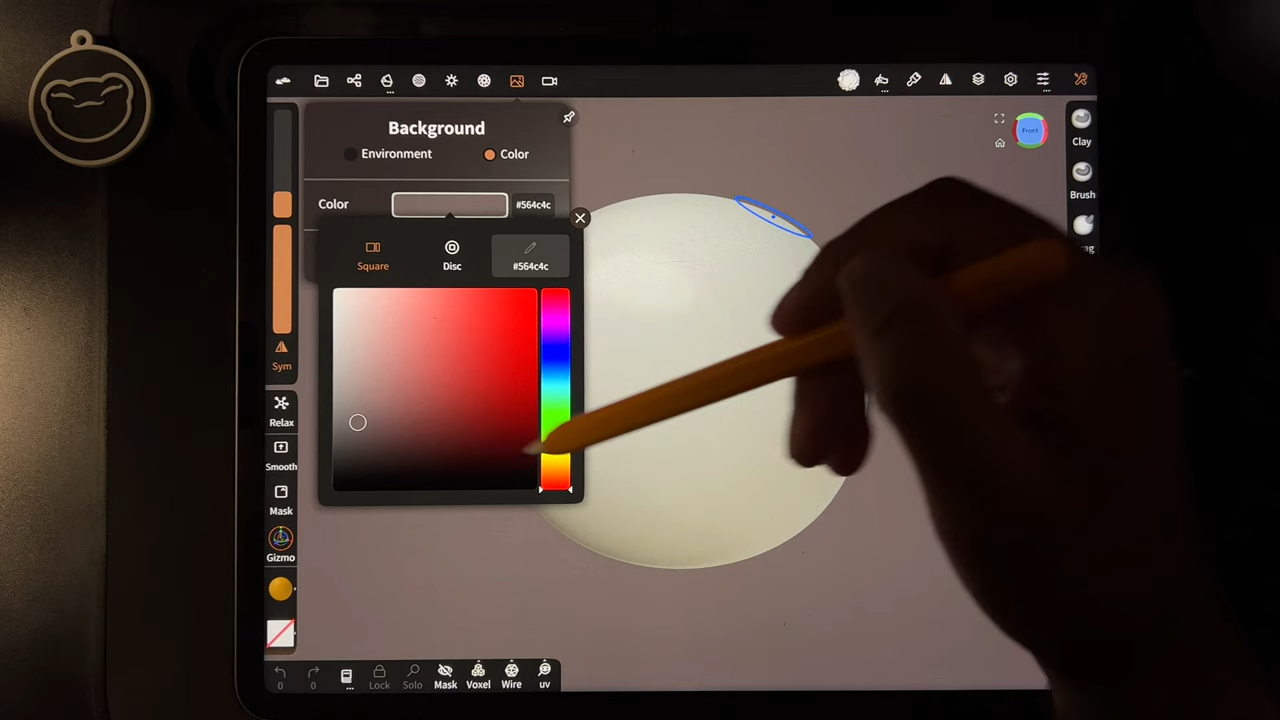 Background
Environment
Color
Color
#564c4c
Square
Disc
#564c4c
Front
Clay
Brush
Sym
Relax
Smooth
Mask
Gizmo
0
0
Lock
Solo
Mask
Voxel
Wire
uv